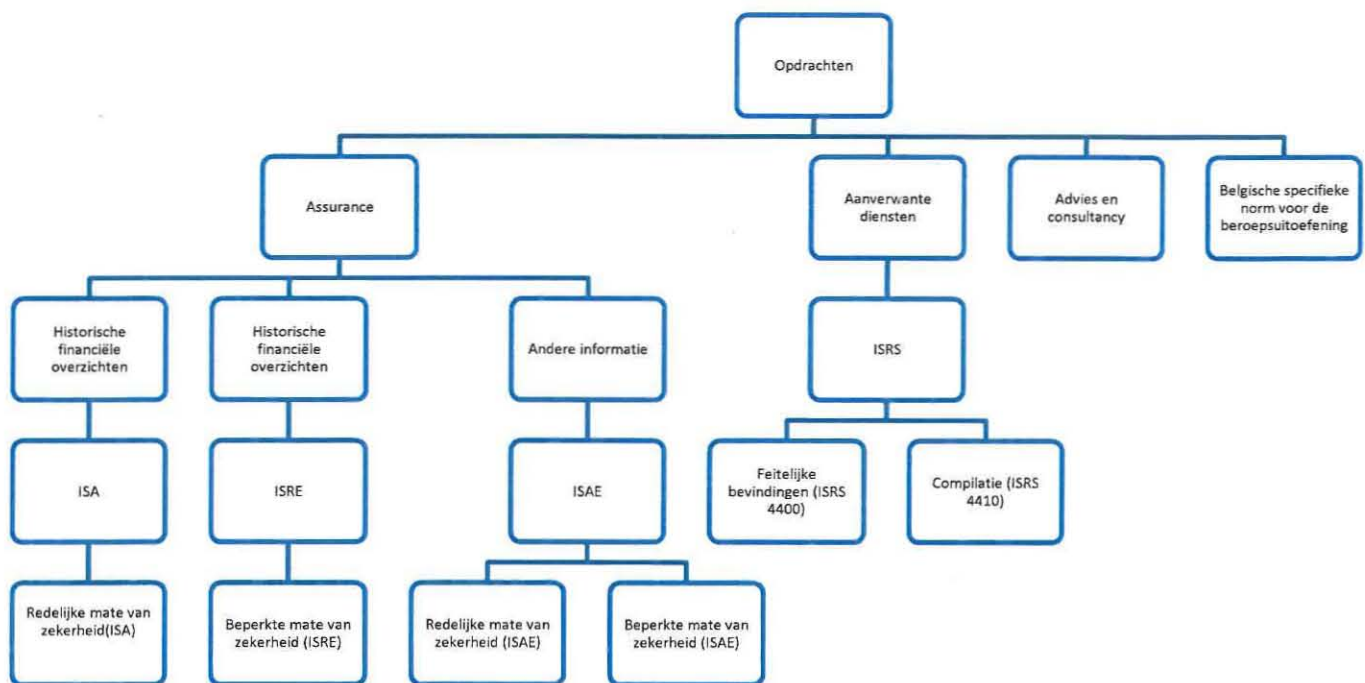 Opdrachten
Assurance
Aanverwante
diensten
Advies en
consultancy
Belgische specifieke
norm voor de
beroepsuitoefening
Historische
financiële
overzichten
Historische
financiële
overzichten
Andere informatie
ISRS
ISA
ISRE
ISAE
Feitelijke
bevindingen (ISRS
4400)
Compilatie (ISRS
4410)
Redelijke mate van
zekerheid(ISA)
Beperkte mate van
zekerheid (ISRE)
Redelijke mate van
zekerheid (ISAE)
Beperkte mate van
zekerheid (ISAE)